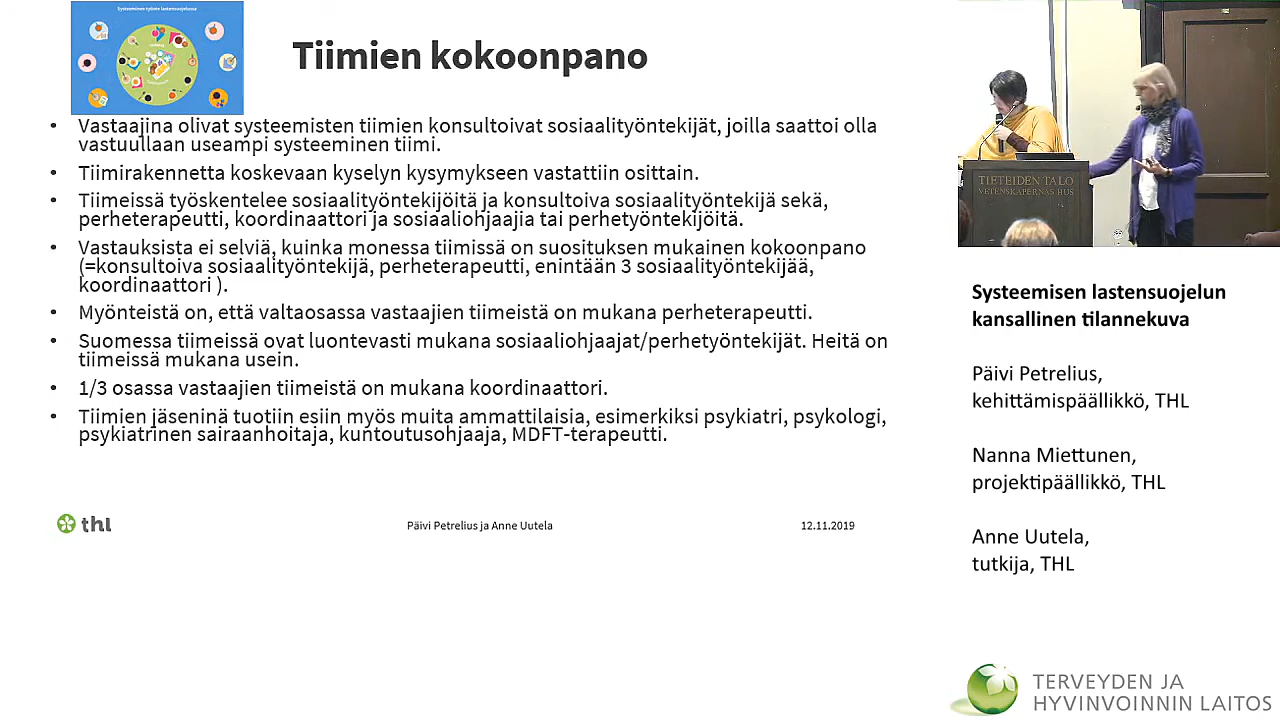 Systeeminen työote lastensuojelussa
Tiimien kokoonpano
• Vastaajina olivat systeemisten tiimien konsultoivat sosiaalityöntekijät, joilla saattoi olla
vastuullaan useampi systeeminen tiimi.
• Tiimirakennetta koskevaan kyselyn kysymykseen vastattiin osittain.
• Tiimeissä työskentelee sosiaalityöntekijöitä ja konsultoiva sosiaalityöntekijä sekä,
perheterapeutti, koordinaattori ja sosiaaliohjaajia tai perhetyöntekijöitä.
• Vastauksista ei selviä, kuinka monessa tiimissä on suosituksen mukainen kokoonpano
(=konsultoiva sosiaalityöntekijä, perheterapeutti, enintään 3 sosiaalityöntekijää,
koordinaattori ).
• Myönteistä on, että valtaosassa vastaajien tiimeistä on mukana perheterapeutti.
• Suomessa tiimeissä ovat luontevasti mukana sosiaaliohjaajat/perhetyöntekijät. Heitä on
tiimeissä mukana usein.
• 1/3 osassa vastaajien tiimeistä on mukana koordinaattori.
• Tiimien jäseninä tuotiin esiin myös muita ammattilaisia, esimerkiksi psykiatri, psykologi,
psykiatrinen sairaanhoitaja, kuntoutusohjaaja, MDFT-terapeutti.
thl
Päivi Petrelius ja Anne Uutela
12.11.2019
TIETEIDEN TALO
VETENSKAPERNAS HUS
Systeemisen lastensuojelun
kansallinen tilannekuva
Päivi Petrelius,
kehittämispäällikkö, THL
Nanna Miettunen,
projektipäällikkö, THL
Anne Uutela,
tutkija, THL
TERVEYDEN JA
HYVINVOINNIN LAITOS